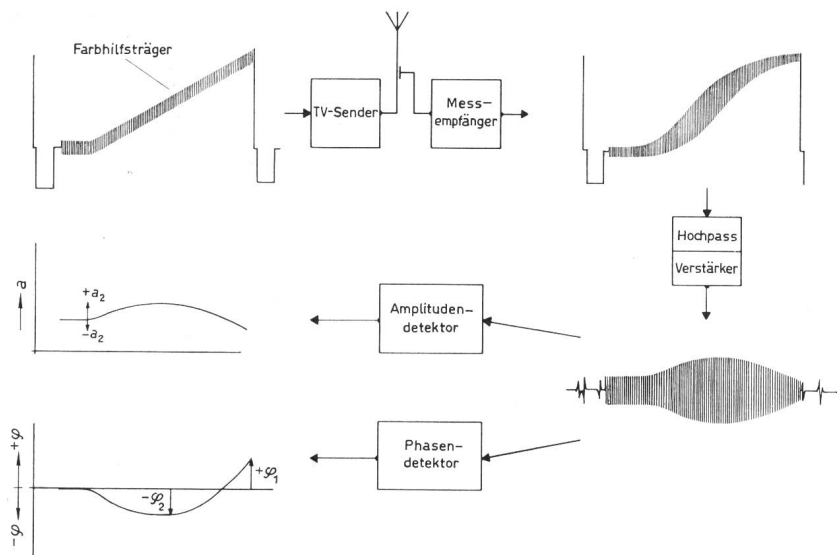 Farbhilfsträger
TV-Sender
Mess-
empfänger
Hochpass
Verstärker
a
+a₂
-a₂
Amplituden-
detektor
+φ
-φ
-φ₂
+φ₁
Phasen-
detektor